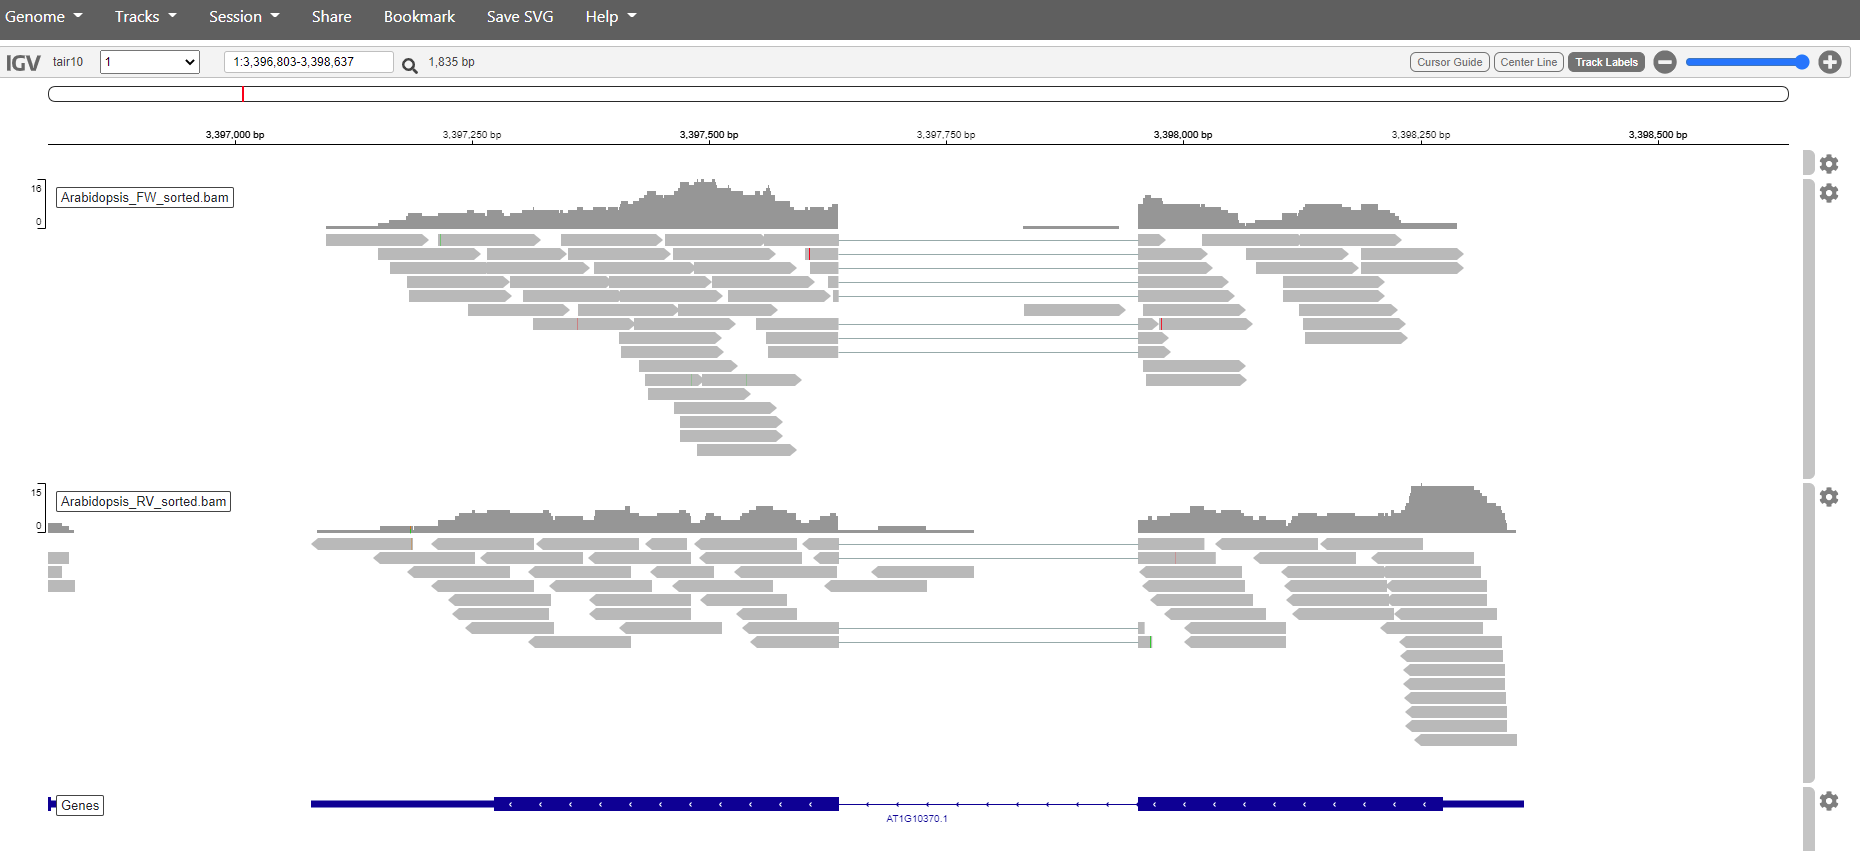 Genome Tracks Session Share Bookmark Save SVG Help
IGV tair10 1 1:3,396,803-3,398,637 1,835 bp Cursor Guide Center Line Track Labels
3,397,000 bp 3,397,250 bp 3,397,500 bp 3,397,750 bp 3,398,000 bp 3,398,250 bp 3,398,500 bp
16
Arabidopsis_FW_sorted.bam
0
15
Arabidopsis_RV_sorted.bam
0
Genes
AT1G10370.1